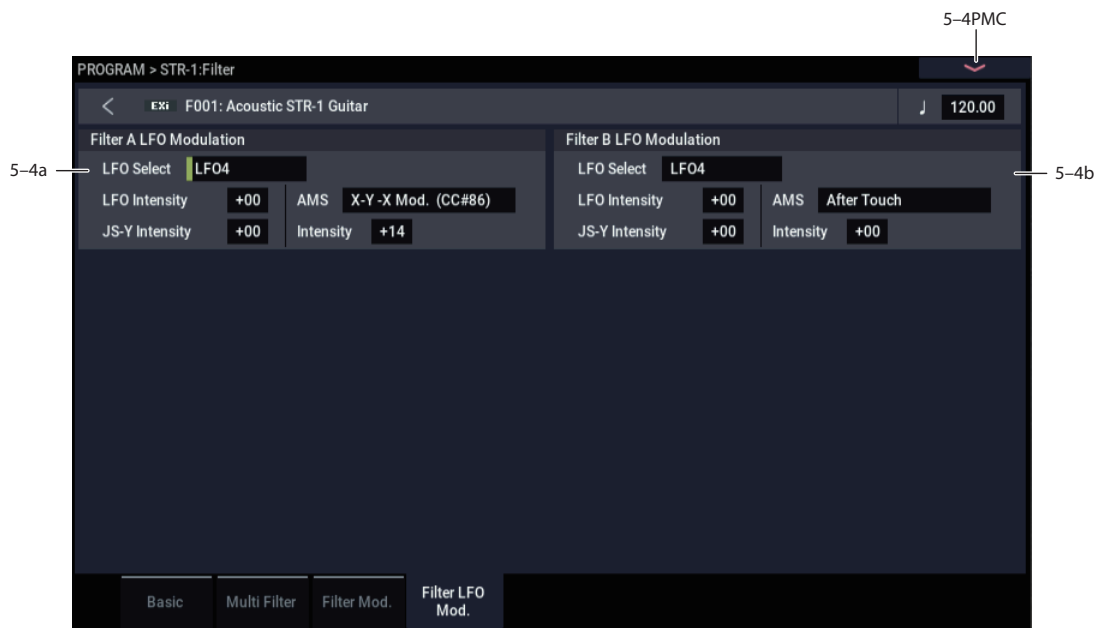 5–4PMC
PROGRAM > STR-1:Filter
EXi F001: Acoustic STR-1 Guitar
♩ 120.00
Filter A LFO Modulation
Filter B LFO Modulation
5–4a
LFO Select LFO4
LFO Select LFO4
5–4b
LFO Intensity +00 AMS X-Y -X Mod. (CC#86)
LFO Intensity +00 AMS After Touch
JS-Y Intensity +00 Intensity +14
JS-Y Intensity +00 Intensity +00
Basic
Multi Filter
Filter Mod.
Filter LFO
Mod.